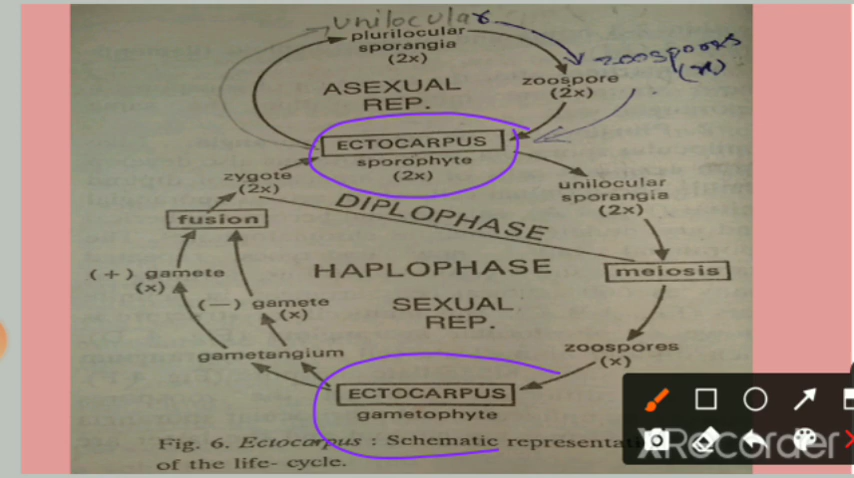 unilocular
plurilocular
sporangia
(2x)
zoospores
(x)
zoospore
(2x)
ASEXUAL
REP.
ECTOCARPUS
sporophyte
(2x)
zygote
(2x)
unilocular
sporangia
(2x)
fusion
DIPLOPHASE
HAPLOPHASE
meiosis
(+) gamete
(x)
(—) gamete
(x)
SEXUAL
REP.
gametangium
zoospores
(x)
ECTOCARPUS
gametophyte
Fig. 6. Ectocarpus : Schematic
of the life- cycle.
XRecorder